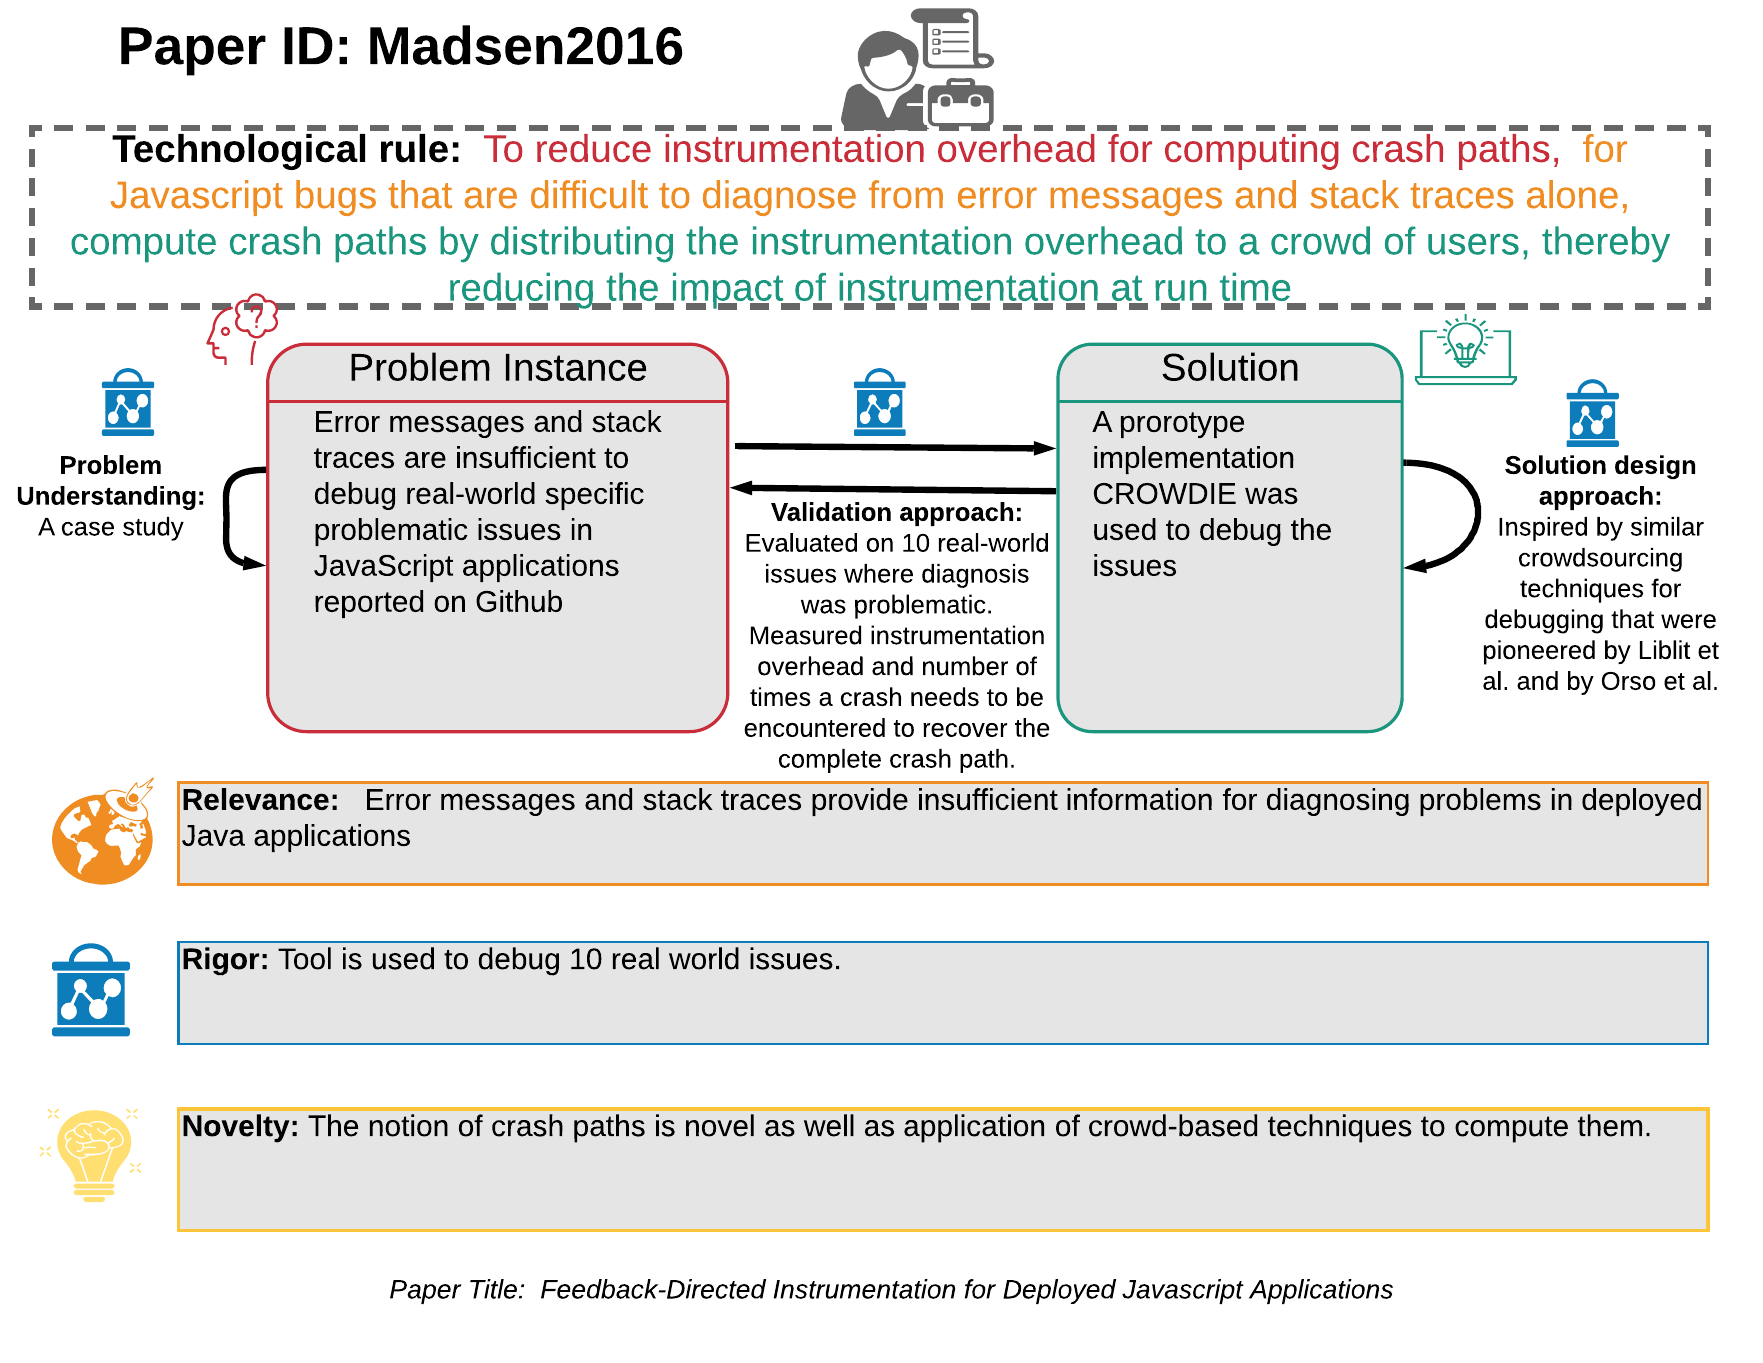 Paper ID: Madsen2016
Technological rule: To reduce instrumentation overhead for computing crash paths, for
Javascript bugs that are difficult to diagnose from error messages and stack traces alone,
compute crash paths by distributing the instrumentation overhead to a crowd of users, thereby
reducing the impact of instrumentation at run time
?
Problem
Understanding:
A case study
Problem Instance
Error messages and stack
traces are insufficient to
debug real-world specific
problematic issues in
JavaScript applications
reported on Github
Validation approach:
Evaluated on 10 real-world
issues where diagnosis
was problematic.
Measured instrumentation
overhead and number of
times a crash needs to be
encountered to recover the
complete crash path.
Solution
A prorotype
implementation
CROWDIE was
used to debug the
issues
Solution design
approach:
Inspired by similar
crowdsourcing
techniques for
debugging that were
pioneered by Liblit et
al. and by Orso et al.
Relevance: Error messages and stack traces provide insufficient information for diagnosing problems in deployed
Java applications
Rigor: Tool is used to debug 10 real world issues.
Novelty: The notion of crash paths is novel as well as application of crowd-based techniques to compute them.
Paper Title: Feedback-Directed Instrumentation for Deployed Javascript Applications